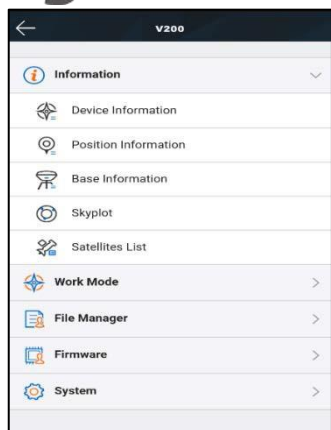 V200
Information
Device Information
Position Information
Base Information
Skyplot
Satellites List
Work Mode
File Manager
Firmware
System